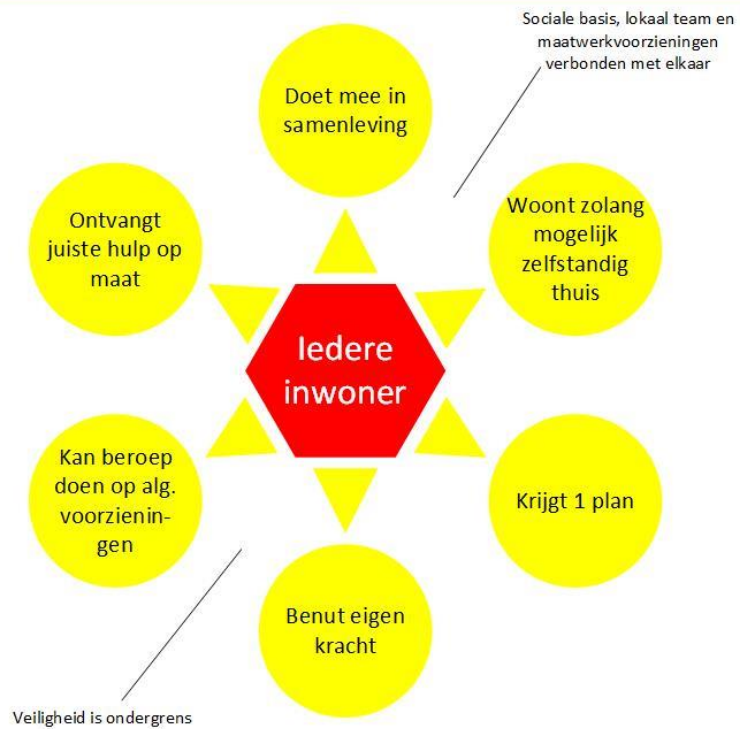 Sociale basis, lokaal team en
maatwerkvoorzieningen
verbonden met elkaar
Doet mee in
samenleving
Woont zolang
mogelijk
zelfstandig
thuis
Ontvangt
juiste hulp op
maat
Iedere
inwoner
Kan beroep
doen op alg.
voorzienin-
gen
Krijgt 1 plan
Benut eigen
kracht
Veiligheid is ondergrens